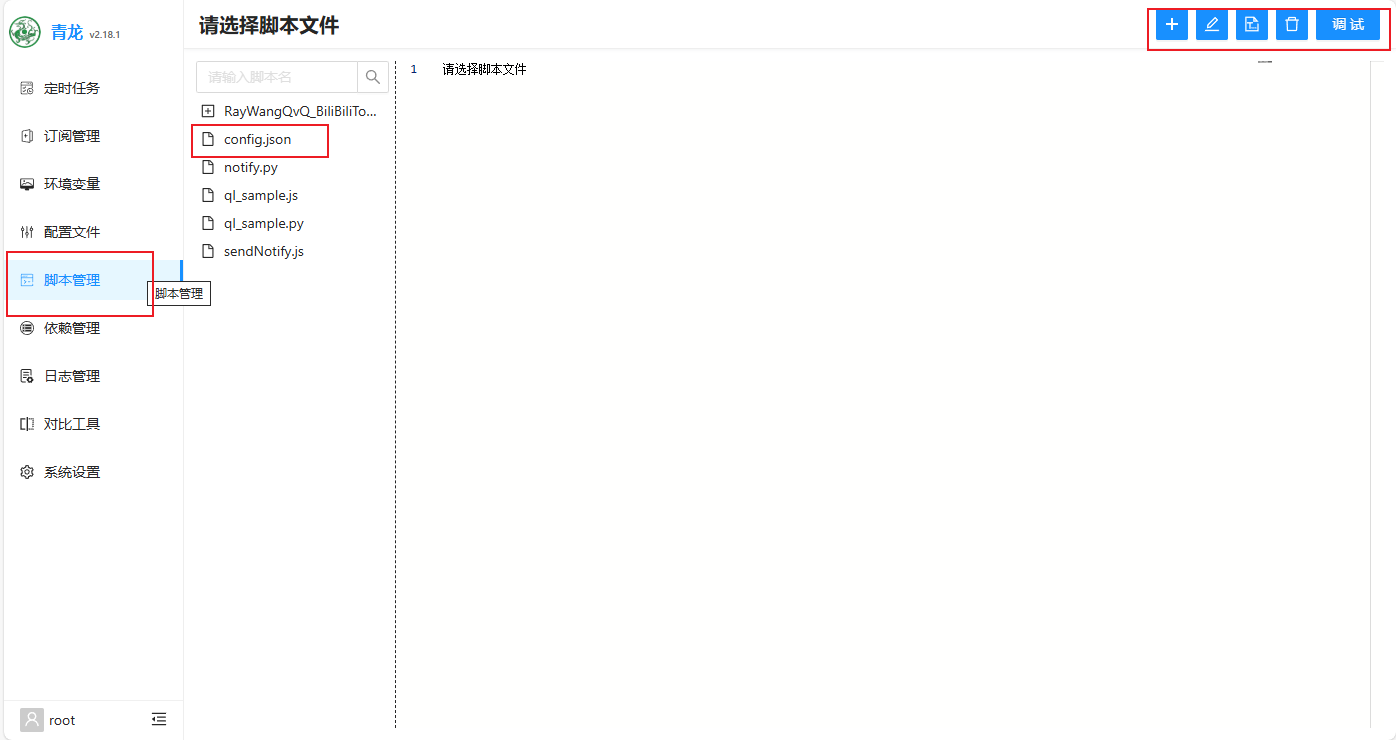 青龙 v2.18.1
定时任务
订阅管理
环境变量
配置文件
脚本管理
脚本管理
依赖管理
日志管理
对比工具
系统设置
root
请选择脚本文件
调 试
请输入脚本名
RayWangQvQ_BiliBiliTo...
config.json
notify.py
ql_sample.js
ql_sample.py
sendNotify.js
1 请选择脚本文件